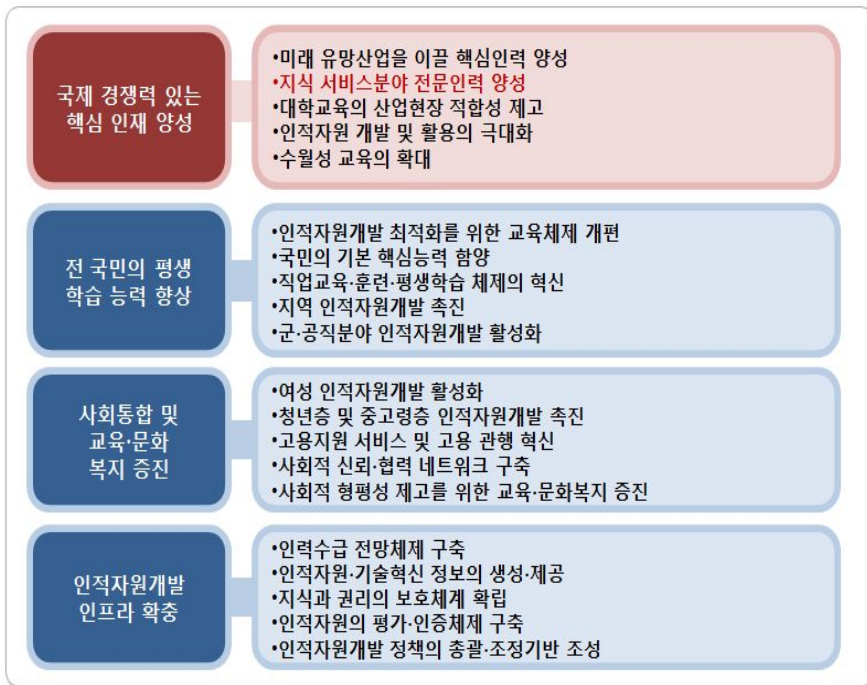 국제 경쟁력 있는
핵심 인재 양성
•미래 유망산업을 이끌 핵심인력 양성
•지식 서비스분야 전문인력 양성
•대학교육의 산업현장 적합성 제고
•인적자원 개발 및 활용의 극대화
•수월성 교육의 확대
전 국민의 평생
학습 능력 향상
•인적자원개발 최적화를 위한 교육체제 개편
•국민의 기본 핵심능력 함양
•직업교육·훈련·평생학습 체제의 혁신
•지역 인적자원개발 촉진
•군·공직분야 인적자원개발 활성화
사회통합 및
교육·문화
복지 증진
•여성 인적자원개발 활성화
•청년층 및 중고령층 인적자원개발 촉진
•고용지원 서비스 및 고용 관행 혁신
•사회적 신뢰·협력 네트워크 구축
•사회적 형평성 제고를 위한 교육·문화복지 증진
인적자원개발
인프라 확충
•인력수급 전망체제 구축
•인적자원·기술혁신 정보의 생성·제공
•지식과 권리의 보호체계 확립
•인적자원의 평가·인증체제 구축
•인적자원개발 정책의 총괄·조정기반 조성